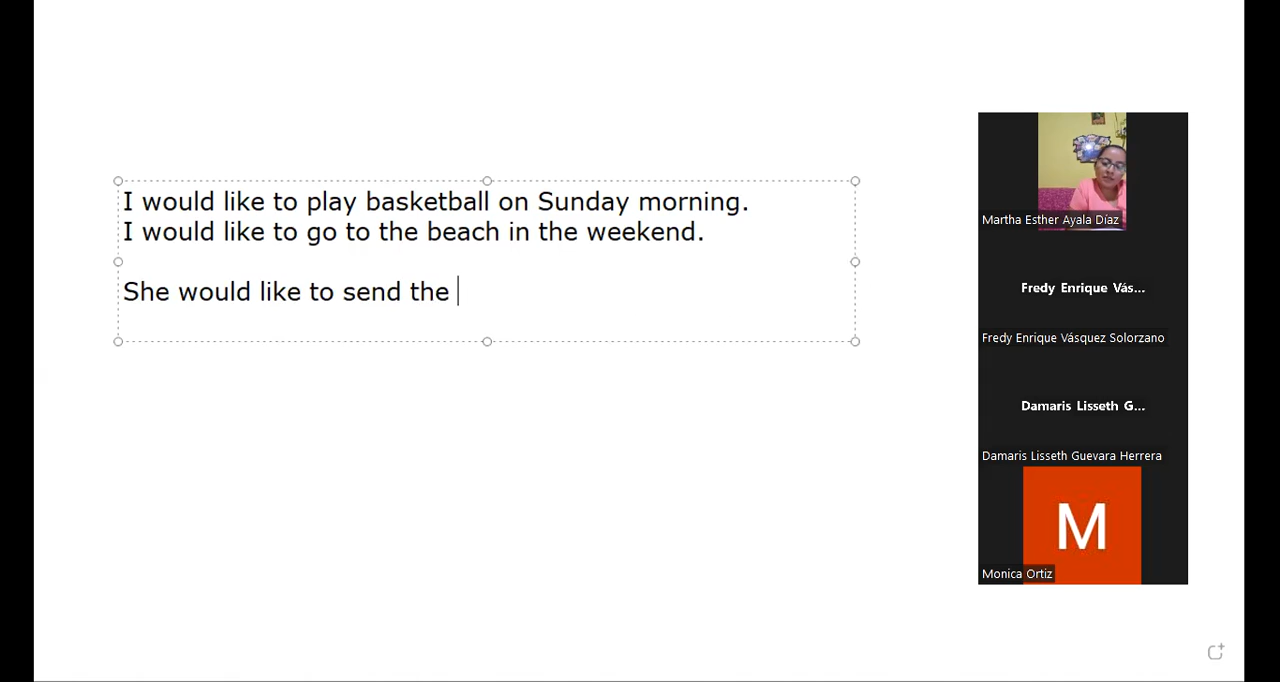 I would like to play basketball on Sunday morning.
I would like to go to the beach in the weekend.
She would like to send the
Martha Esther Ayala Díaz
Fredy Enrique Vás...
Fredy Enrique Vásquez Solorzano
Damaris Lisseth G...
Damaris Lisseth Guevara Herrera
M
Monica Ortiz